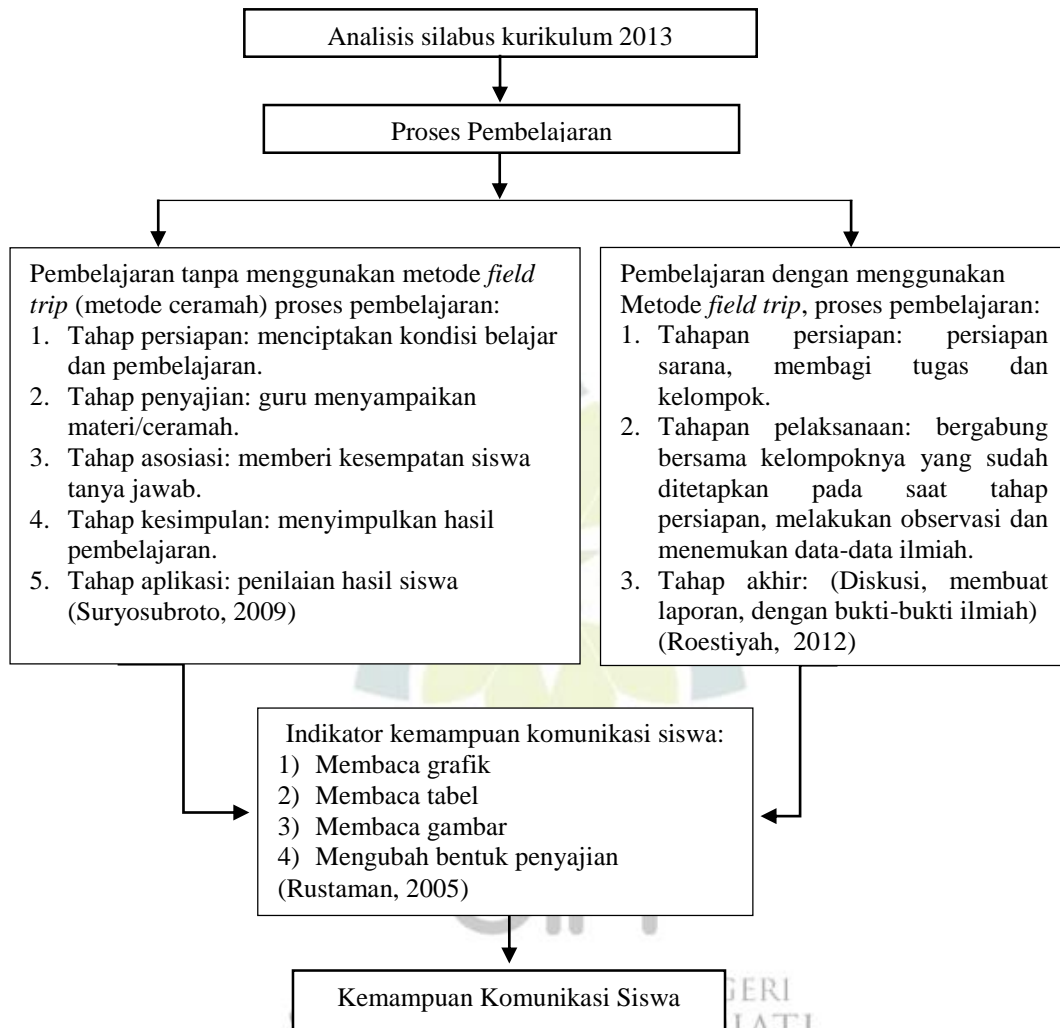 Analisis silabus kurikulum 2013
Proses Pembelajaran
Pembelajaran tanpa menggunakan metode field
trip (metode ceramah) proses pembelajaran:
1. Tahap persiapan: menciptakan kondisi belajar
dan pembelajaran.
2. Tahap penyajian: guru menyampaikan
materi/ceramah.
3. Tahap asosiasi: memberi kesempatan siswa
tanya jawab.
4. Tahap kesimpulan: menyimpulkan hasil
pembelajaran.
5. Tahap aplikasi: penilaian hasil siswa
(Suryosubroto, 2009)
Pembelajaran dengan menggunakan
Metode field trip, proses pembelajaran:
1. Tahapan persiapan: persiapan
sarana, membagi tugas dan
kelompok.
2. Tahapan pelaksanaan: bergabung
bersama kelompoknya yang sudah
ditetapkan pada saat tahap
persiapan, melakukan observasi dan
menemukan data-data ilmiah.
3. Tahap akhir: (Diskusi, membuat
laporan, dengan bukti-bukti ilmiah)
(Roestiyah, 2012)
Indikator kemampuan komunikasi siswa:
1) Membaca grafik
2) Membaca tabel
3) Membaca gambar
4) Mengubah bentuk penyajian
(Rustaman, 2005)
Kemampuan Komunikasi Siswa